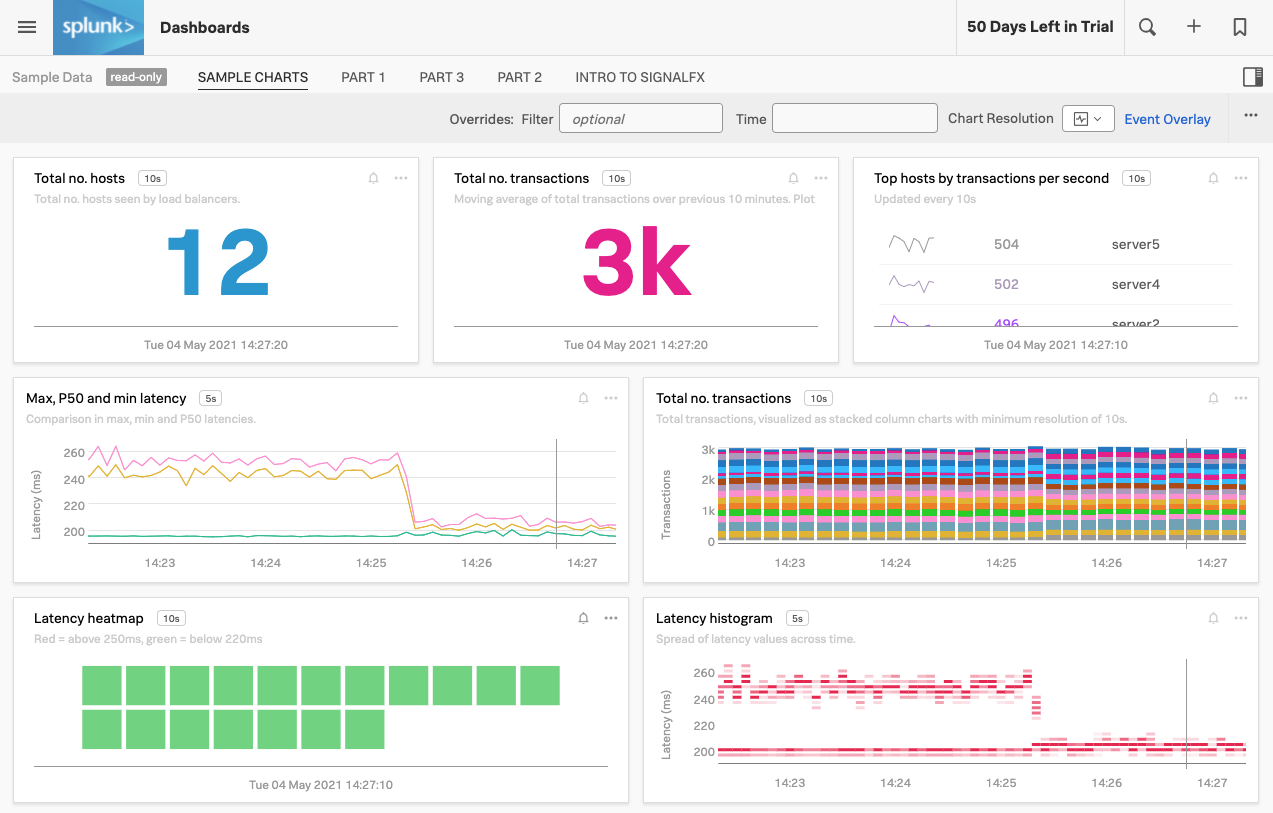 splunk>
Dashboards
50 Days Left in Trial
Sample Data read-only SAMPLE CHARTS PART 1 PART 3 PART 2 INTRO TO SIGNALFX
Overrides: Filter optional Time Chart Resolution Event Overlay
Total no. hosts 10s
Total no. hosts seen by load balancers.
12
Tue 04 May 2021 14:27:20
Total no. transactions 10s
Moving average of total transactions over previous 10 minutes. Plot
3k
Tue 04 May 2021 14:27:20
Top hosts by transactions per second 10s
Updated every 10s
504 server5
502 server4
496 server2
Tue 04 May 2021 14:27:10
Max, P50 and min latency 5s
Comparison in max, min and P50 latencies.
Latency (ms)
260
240
220
200
14:23 14:24 14:25 14:26 14:27
Total no. transactions 10s
Total transactions, visualized as stacked column charts with minimum resolution of 10s.
Transactions
3k
2k
1k
0
14:23 14:24 14:25 14:26 14:27
Latency heatmap 10s
Red = above 250ms, green = below 220ms
Tue 04 May 2021 14:27:10
Latency histogram 5s
Spread of latency values across time.
Latency (ms)
260
240
220
200
14:23 14:24 14:25 14:26 14:27